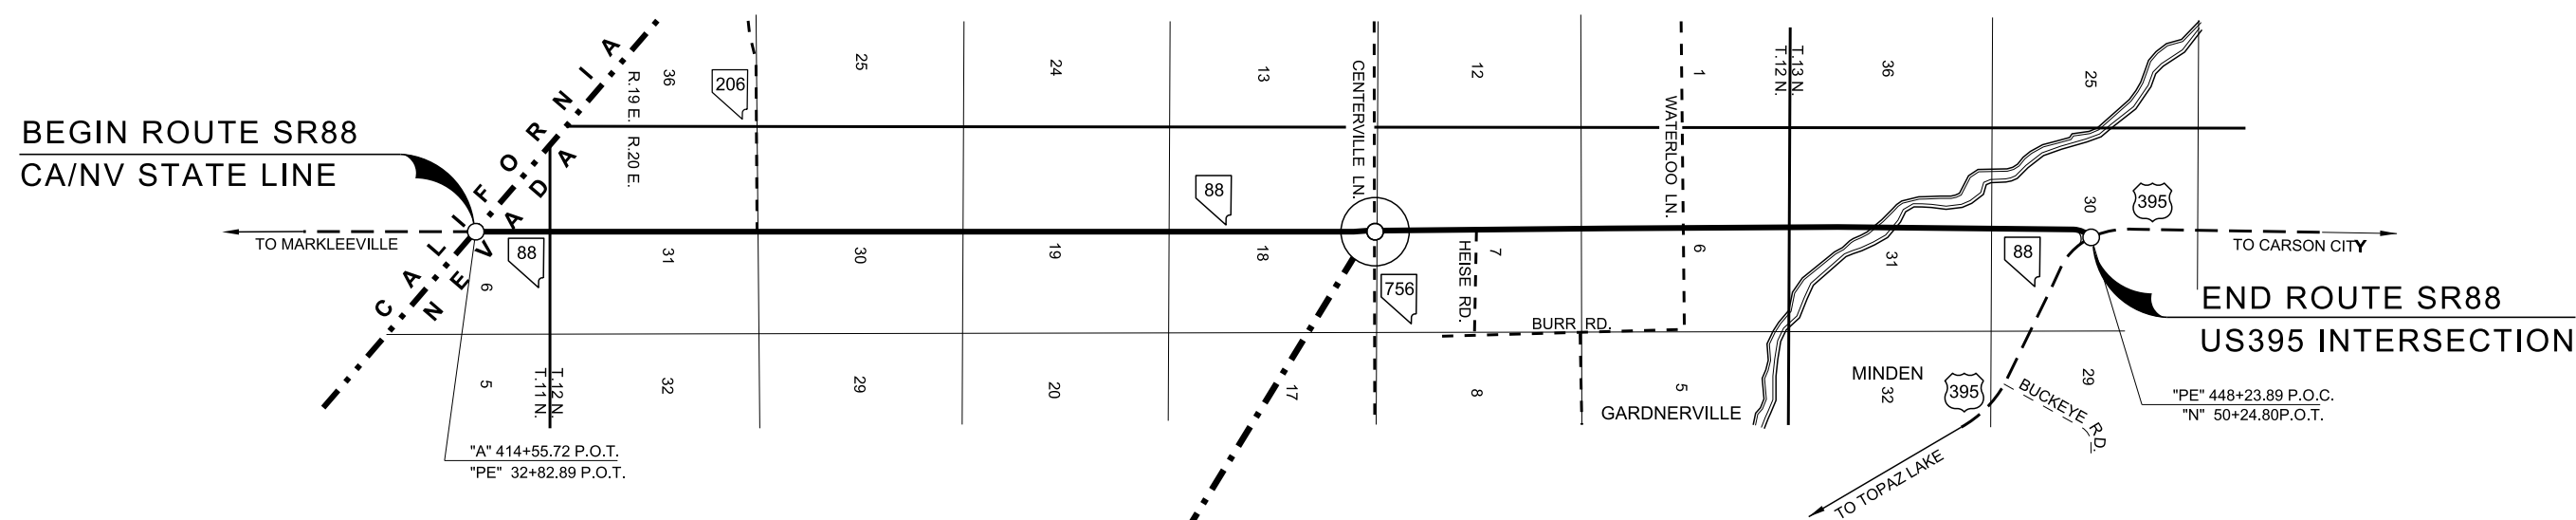 BEGIN ROUTE SR88
CA/NV STATE LINE
CALIFORNIA
NEVADA
TO MARKLEEVILLE
88
6
5
"A" 414+55.72 P.O.T.
"PE" 32+82.89 P.O.T.
T.11 N.
T.12 N.
R.19 E.
R.20 E.
36
31
32
206
25
30
29
24
19
20
88
13
18
17
CENTERVILLE LN.
756
12
7
8
HEISE RD.
BURR RD.
WATERLOO LN.
1
6
5
GARDNERVILLE
T.12 N.
T.13 N.
36
31
32
MINDEN
395
TO TOPAZ LAKE
BUCKEYE RD.
25
30
29
88
395
TO CARSON CITY
END ROUTE SR88
US395 INTERSECTION
"PE" 448+23.89 P.O.C.
"N" 50+24.80P.O.T.